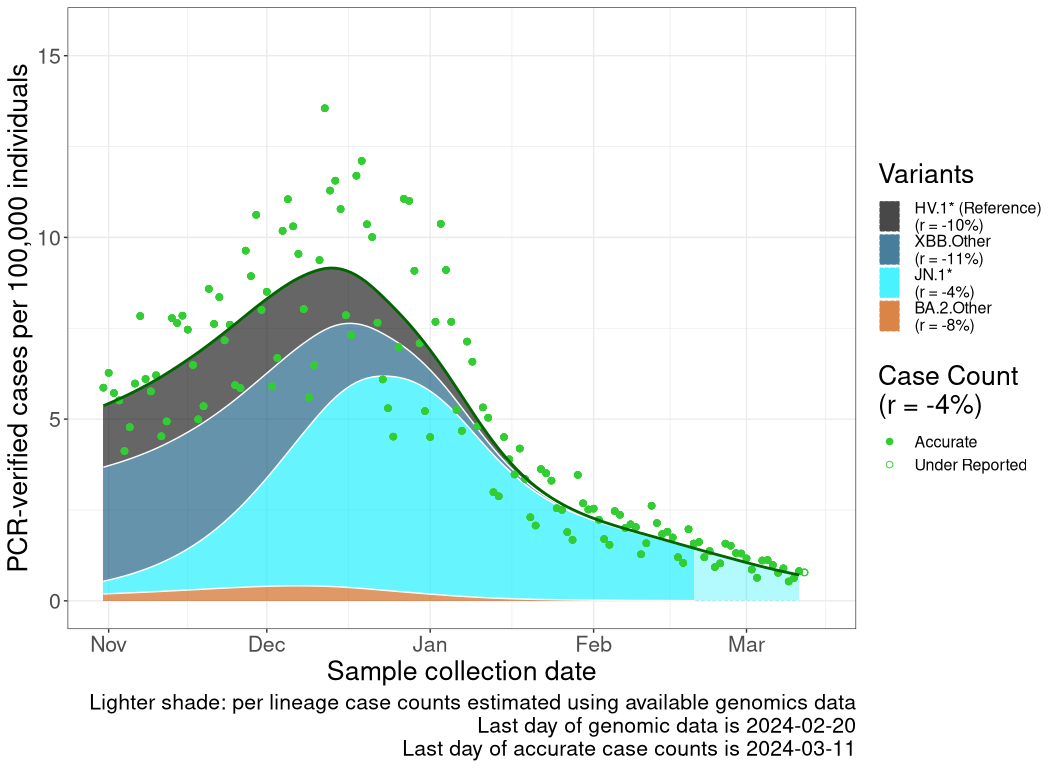 PCR-verified cases per 100,000 individuals
15
10
5
0
Nov
Dec
Jan
Feb
Mar
Sample collection date
Lighter shade: per lineage case counts estimated using available genomics data
Last day of genomic data is 2024-02-20
Last day of accurate case counts is 2024-03-11
Variants
HV.1* (Reference)
(r = -10%)
XBB.Other
(r = -11%)
JN.1*
(r = -4%)
BA.2.Other
(r = -8%)
Case Count
(r = -4%)
Accurate
Under Reported